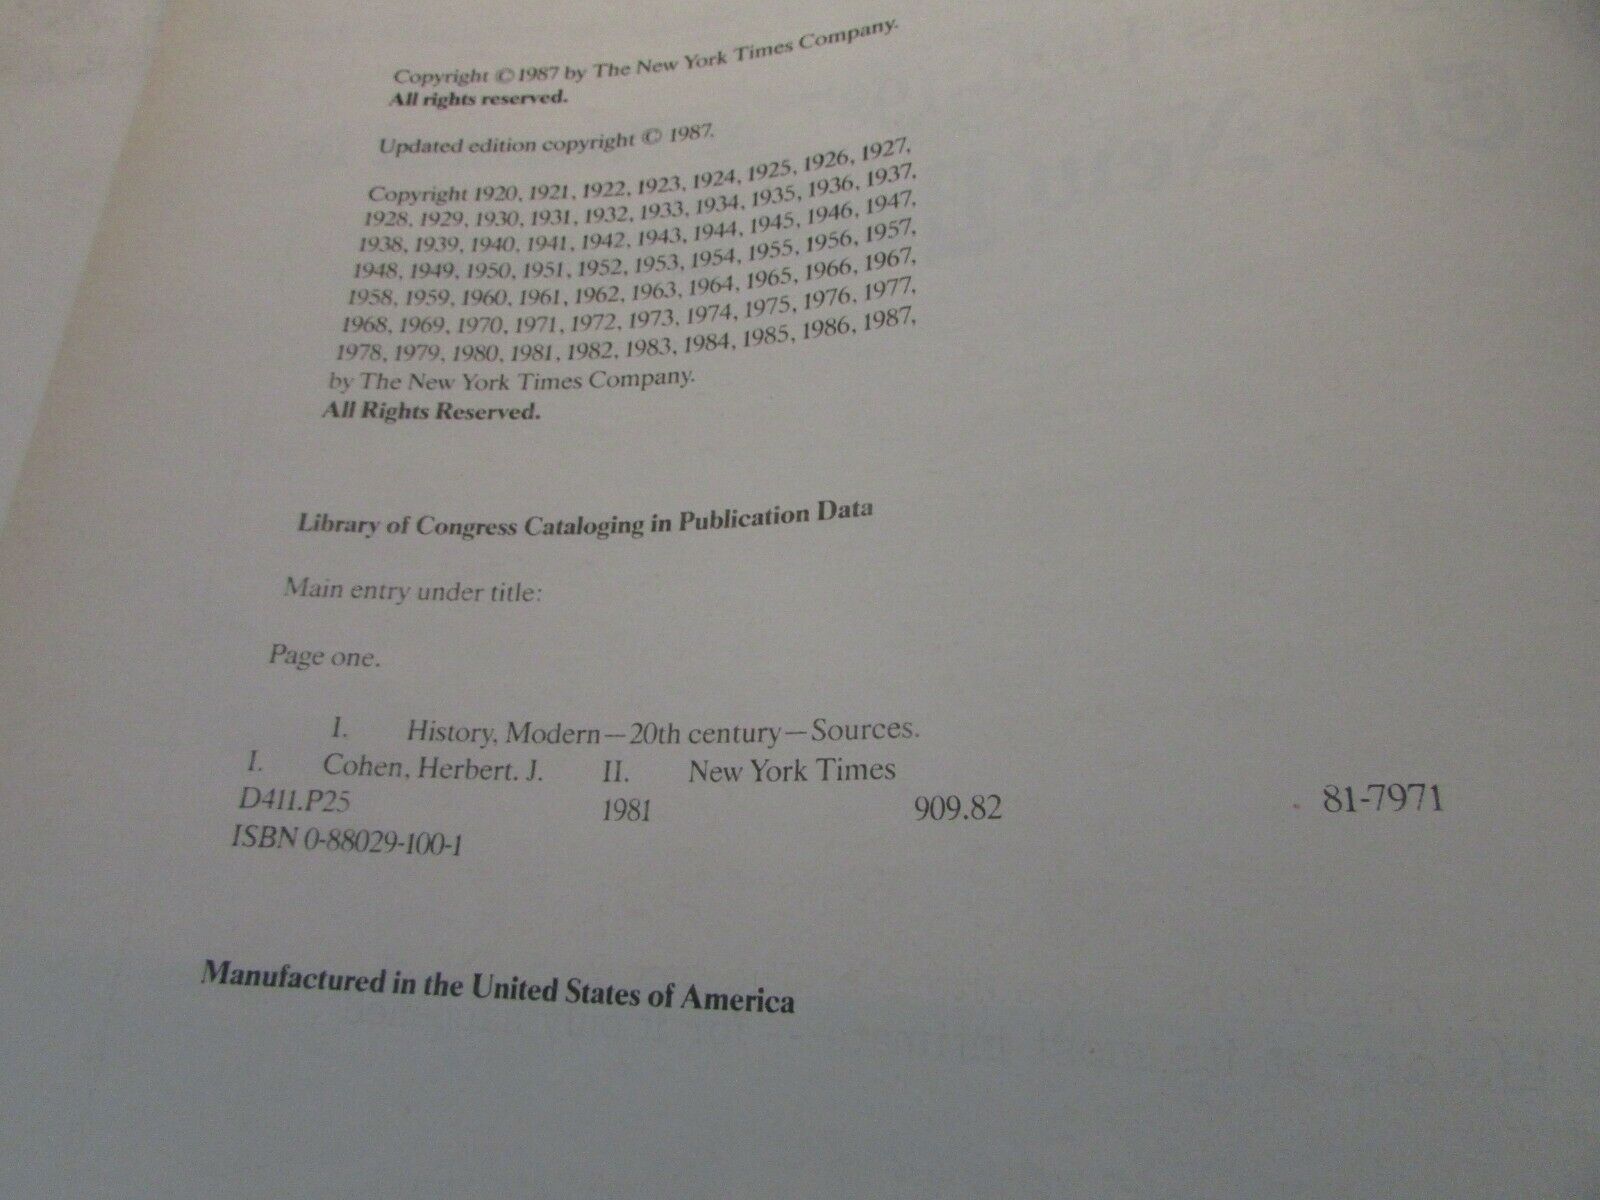 Copyright © 1987 by The New York Times Company.
All rights reserved.
Updated edition copyright © 1987.
Copyright 1920, 1921, 1922, 1923, 1924, 1925, 1926, 1927,
1928, 1929, 1930, 1931, 1932, 1933, 1934, 1935, 1936, 1937,
1938, 1939, 1940, 1941, 1942, 1943, 1944, 1945, 1946, 1947,
1948, 1949, 1950, 1951, 1952, 1953, 1954, 1955, 1956, 1957,
1958, 1959, 1960, 1961, 1962, 1963, 1964, 1965, 1966, 1967,
1968, 1969, 1970, 1971, 1972, 1973, 1974, 1975, 1976, 1977,
1978, 1979, 1980, 1981, 1982, 1983, 1984, 1985, 1986, 1987,
by The New York Times Company.
All Rights Reserved.
Library of Congress Cataloging in Publication Data
Main entry under title:
Page one.
I. History, Modern—20th century—Sources.
I. Cohen, Herbert. J. II. New York Times
D411.P25 1981 909.82 81-7971
ISBN 0-88029-100-1
Manufactured in the United States of America